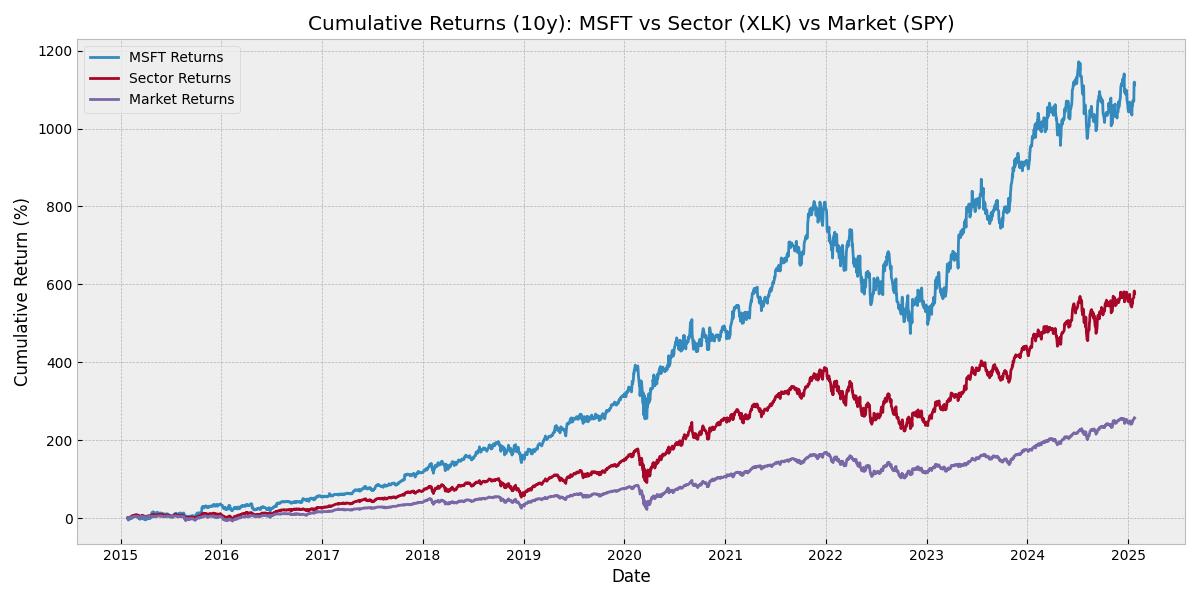 Cumulative Returns (10y): MSFT vs Sector (XLK) vs Market (SPY)
MSFT Returns
Sector Returns
Market Returns
Cumulative Return (%)
1200
1000
800
600
400
200
0
2015 2016 2017 2018 2019 2020 2021 2022 2023 2024 2025
Date